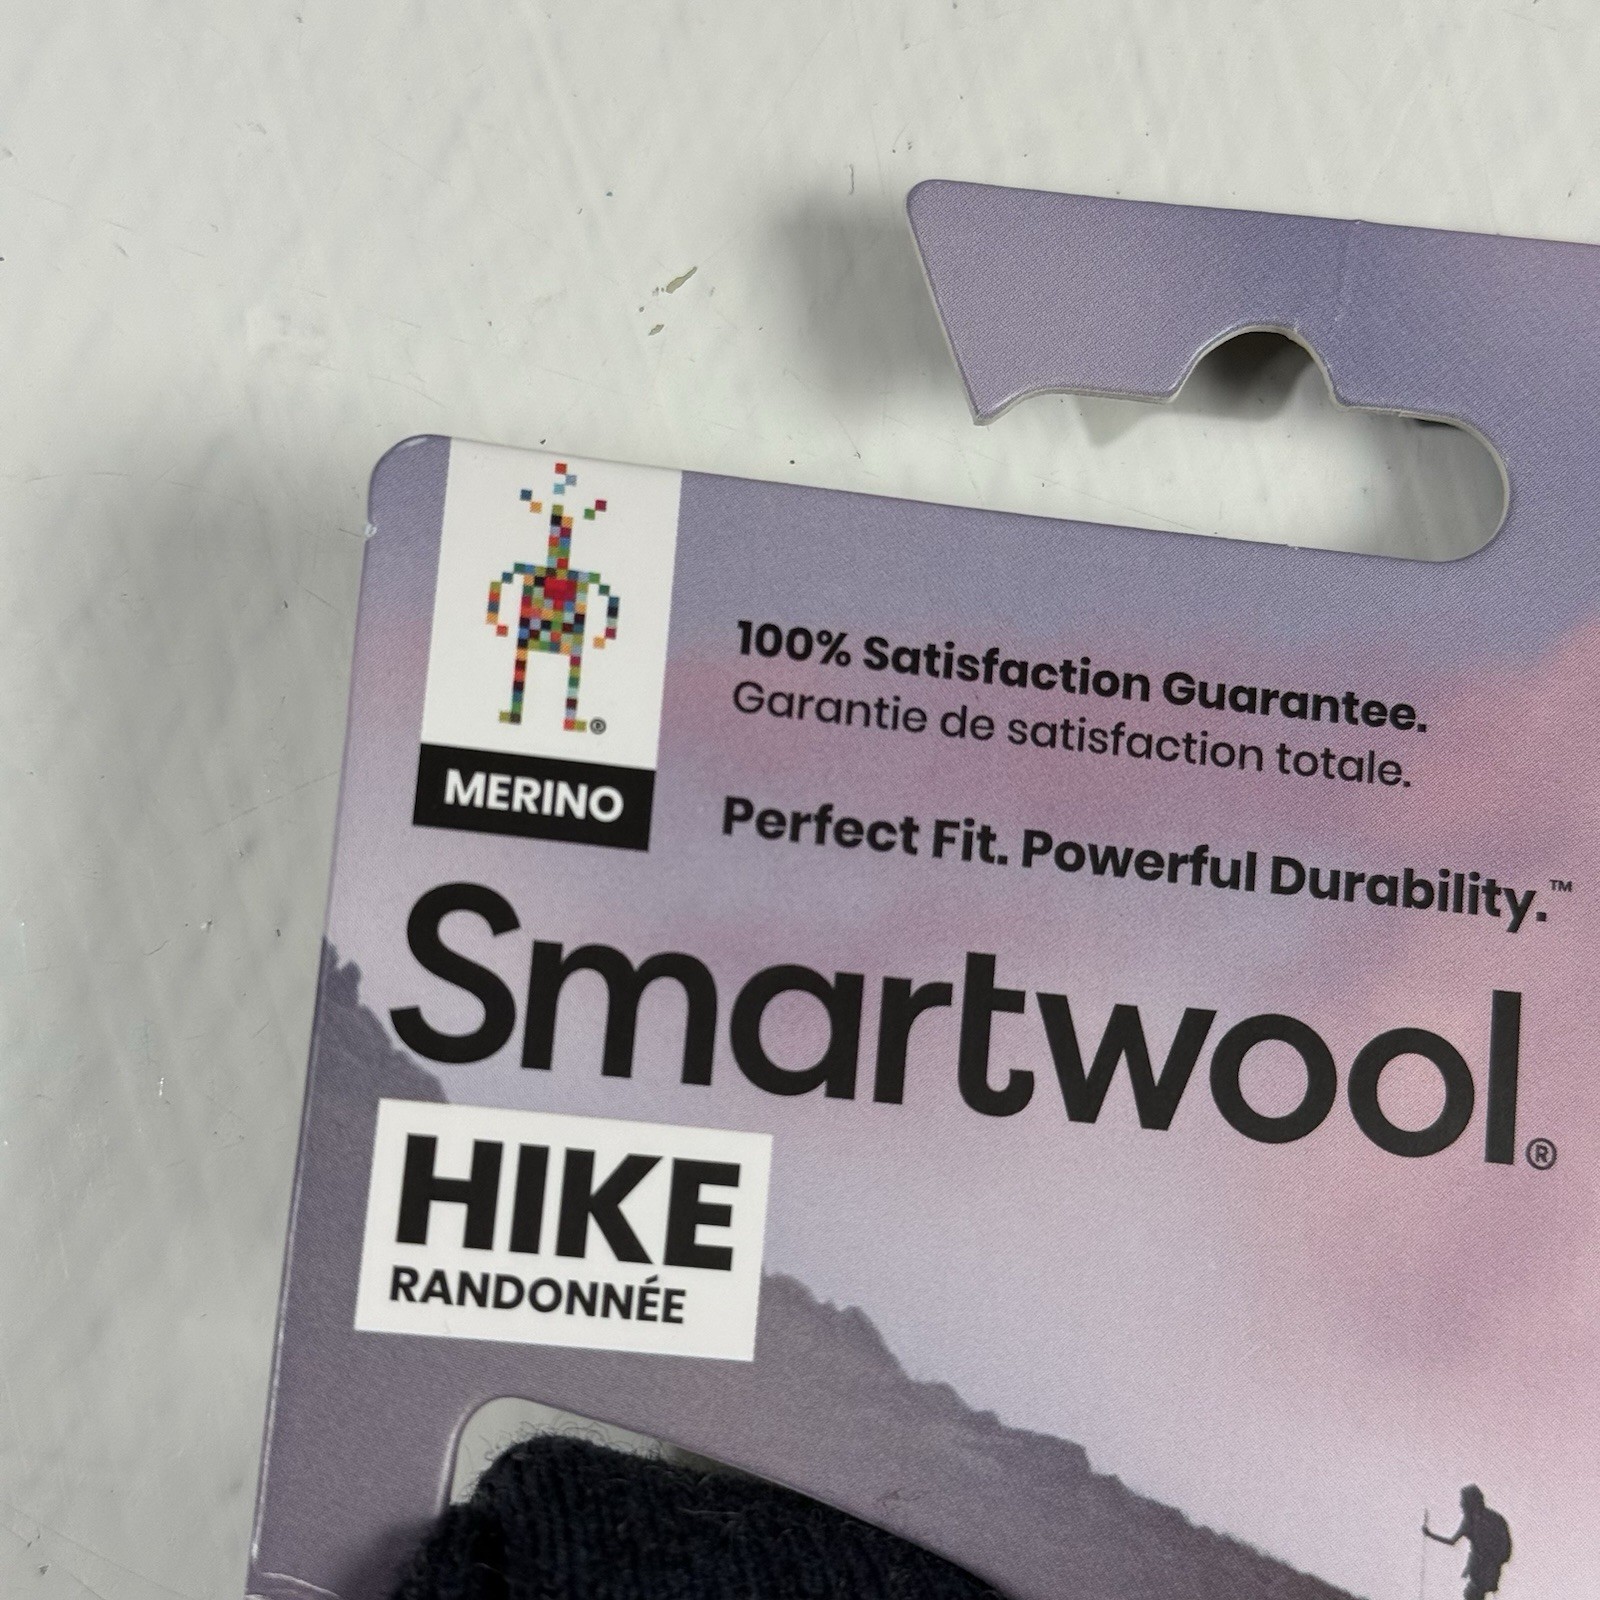 100% Satisfaction Guarantee.
Garantie de satisfaction totale.
Perfect Fit. Powerful Durability.™
®
MERINO
Smartwool®
HIKE
RANDONNÉE